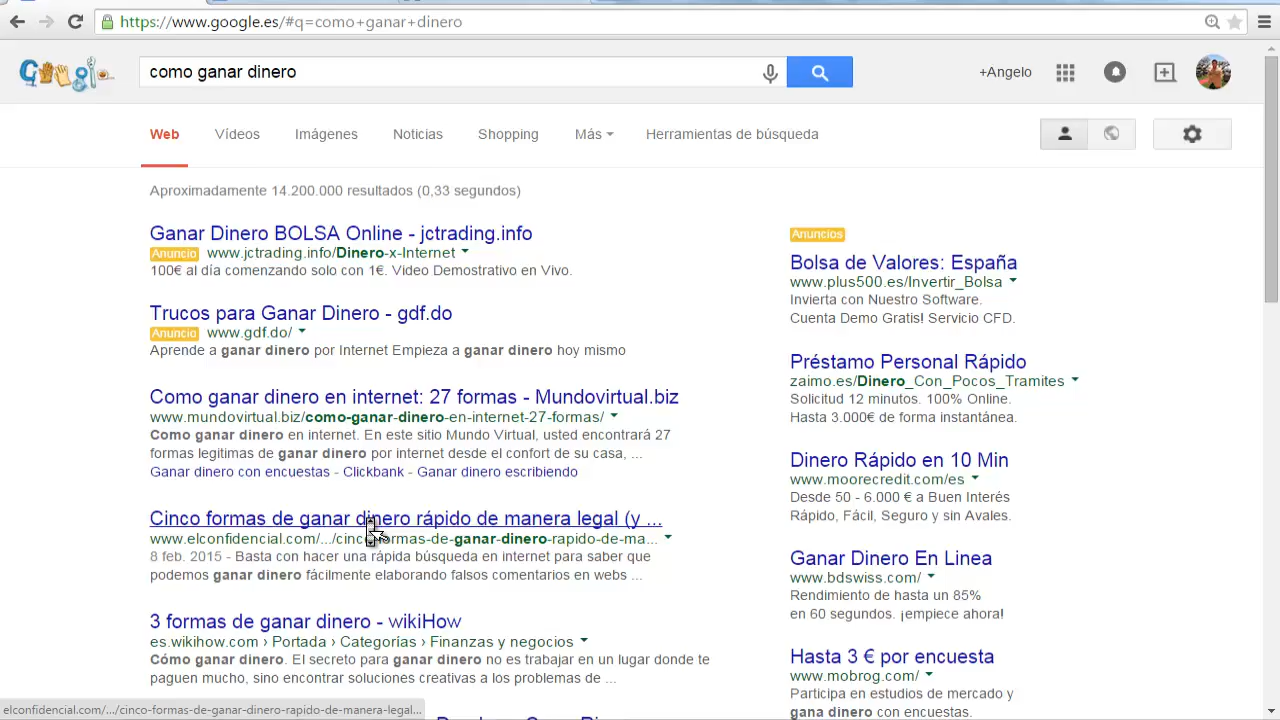 https://www.google.es/#q=como+ganar+dinero
Google
como ganar dinero
+Angelo
Web
Vídeos
Imágenes
Noticias
Shopping
Más
Herramientas de búsqueda
Aproximadamente 14.200.000 resultados (0,33 segundos)
Ganar Dinero BOLSA Online - jctrading.info
Anuncio www.jctrading.info/Dinero-x-Internet
100€ al día comenzando solo con 1€. Video Demostrativo en Vivo.
Trucos para Ganar Dinero - gdf.do
Anuncio www.gdf.do/
Aprende a ganar dinero por Internet Empieza a ganar dinero hoy mismo
Como ganar dinero en internet: 27 formas - Mundovirtual.biz
www.mundovirtual.biz/como-ganar-dinero-en-internet-27-formas/
Como ganar dinero en internet. En este sitio Mundo Virtual, usted encontrará 27
formas legitimas de ganar dinero por internet desde el confort de su casa, ...
Ganar dinero con encuestas - Clickbank - Ganar dinero escribiendo
Cinco formas de ganar dinero rápido de manera legal (y ...
www.elconfidencial.com/.../cinco-formas-de-ganar-dinero-rapido-de-ma...
8 feb. 2015 - Basta con hacer una rápida búsqueda en internet para saber que
podemos ganar dinero fácilmente elaborando falsos comentarios en webs ...
3 formas de ganar dinero - wikiHow
es.wikihow.com › Portada › Categorías › Finanzas y negocios
Cómo ganar dinero. El secreto para ganar dinero no es trabajar en un lugar donde te
paguen mucho, sino encontrar soluciones creativas a los problemas de ...
Anuncios
Bolsa de Valores: España
www.plus500.es/Invertir_Bolsa
Invierta con Nuestro Software.
Cuenta Demo Gratis! Servicio CFD.
Préstamo Personal Rápido
zaimo.es/Dinero_Con_Pocos_Tramites
Solicitud 12 minutos. 100% Online.
Hasta 3.000€ de forma instantánea.
Dinero Rápido en 10 Min
www.moorecredit.com/es
Desde 50 - 6.000 € a Buen Interés
Rápido, Fácil, Seguro y sin Avales.
Ganar Dinero En Linea
www.bdswiss.com/
Rendimiento de hasta un 85%
en 60 segundos. ¡empiece ahora!
Hasta 3 € por encuesta
www.mobrog.com/
Participa en estudios de mercado y
gana dinero con encuestas.
elconfidencial.com/.../cinco-formas-de-ganar-dinero-rapido-de-manera-legal...